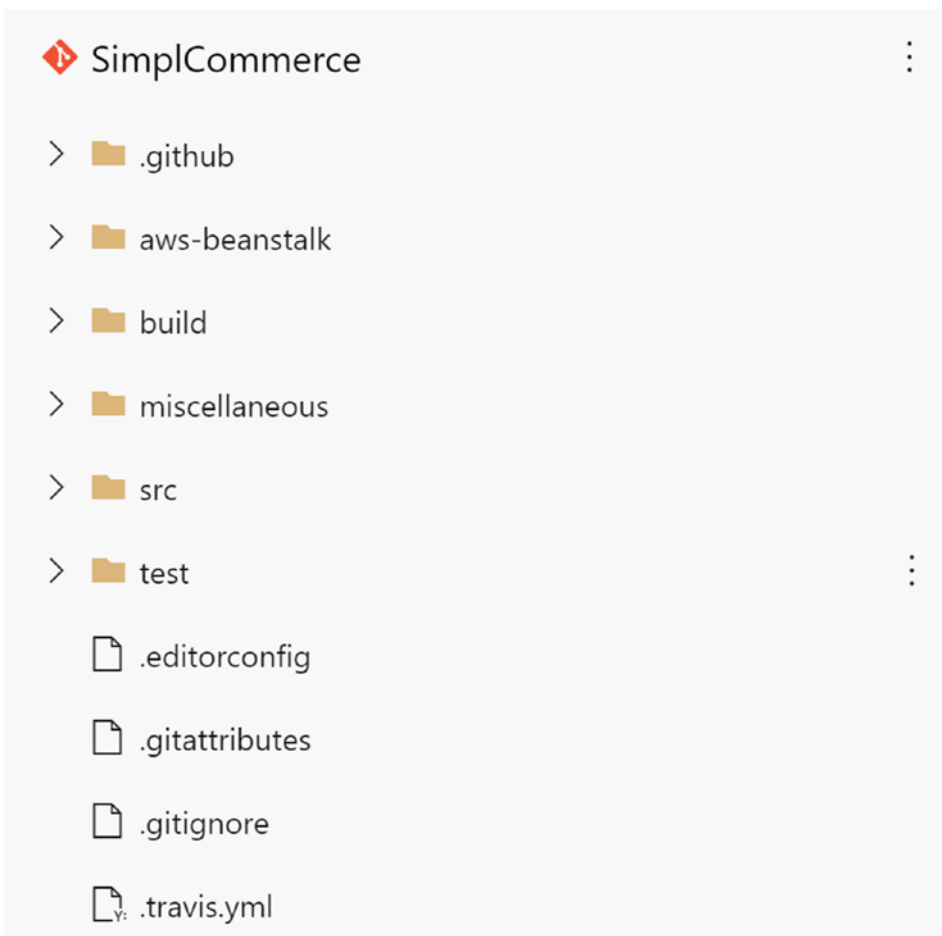 SimplCommerce
.github
aws-beanstalk
build
miscellaneous
src
test
.editorconfig
.gitattributes
.gitignore
Y: .travis.yml